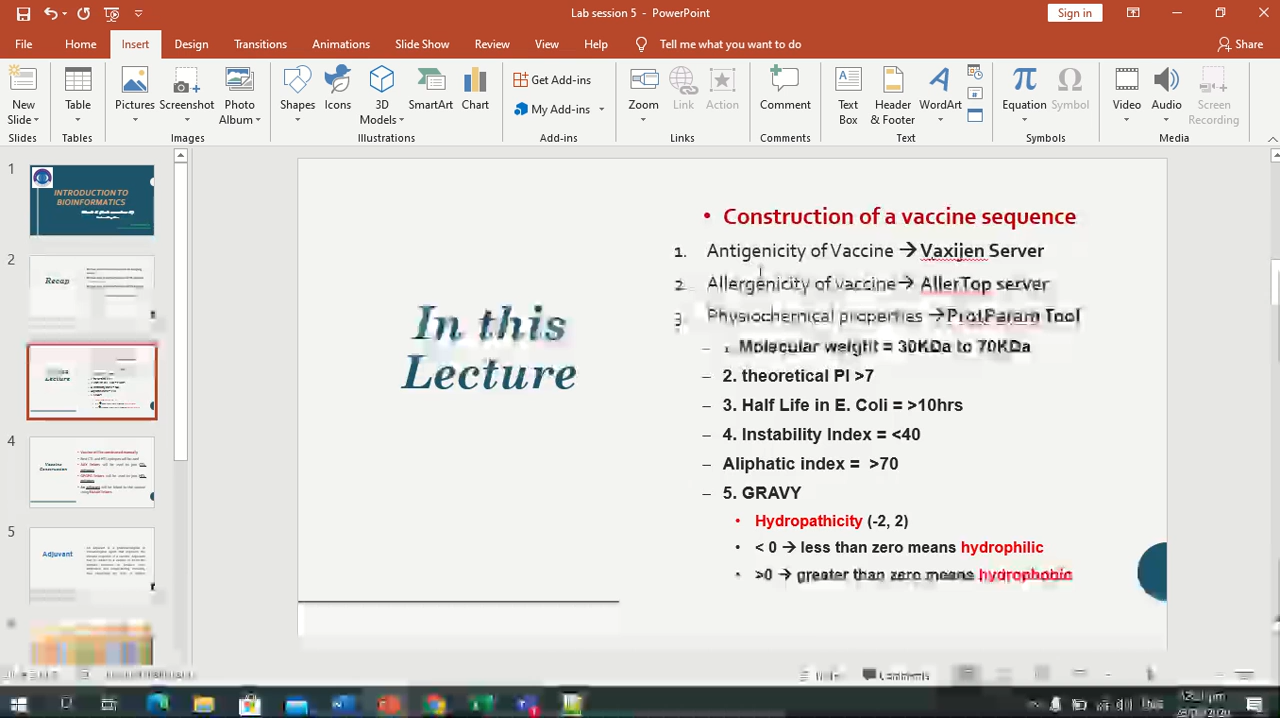 Lab session 5 - PowerPoint
Sign in
File Home Insert Design Transitions Animations Slide Show Review View Help Tell me what you want to do Share
New Slide
Table
Pictures
Screenshot
Photo Album
Shapes
Icons
3D Models
SmartArt
Chart
Get Add-ins
My Add-ins
Zoom
Link
Action
Comment
Text Box
Header & Footer
WordArt
Equation
Symbol
Video
Audio
Screen Recording
Slides Tables Images Illustrations Add-ins Links Comments Text Symbols Media
1
INTRODUCTION TO
BIOINFORMATICS
2
Recap
4
Vaccine
Construction
5
Adjuvant
In this
Lecture
• Construction of a vaccine sequence
1. Antigenicity of Vaccine → Vaxijen Server
2. Allergenicity of vaccine → AllerTop server
3. Physiochemical properties → ProtParam Tool
– 1. Molecular weight = 30KDa to 70KDa
– 2. theoretical PI >7
– 3. Half Life in E. Coli = >10hrs
– 4. Instability Index = <40
– Aliphatic index = >70
– 5. GRAVY
• Hydropathicity (-2, 2)
• < 0 → less than zero means hydrophilic
• >0 → greater than zero means hydrophobic